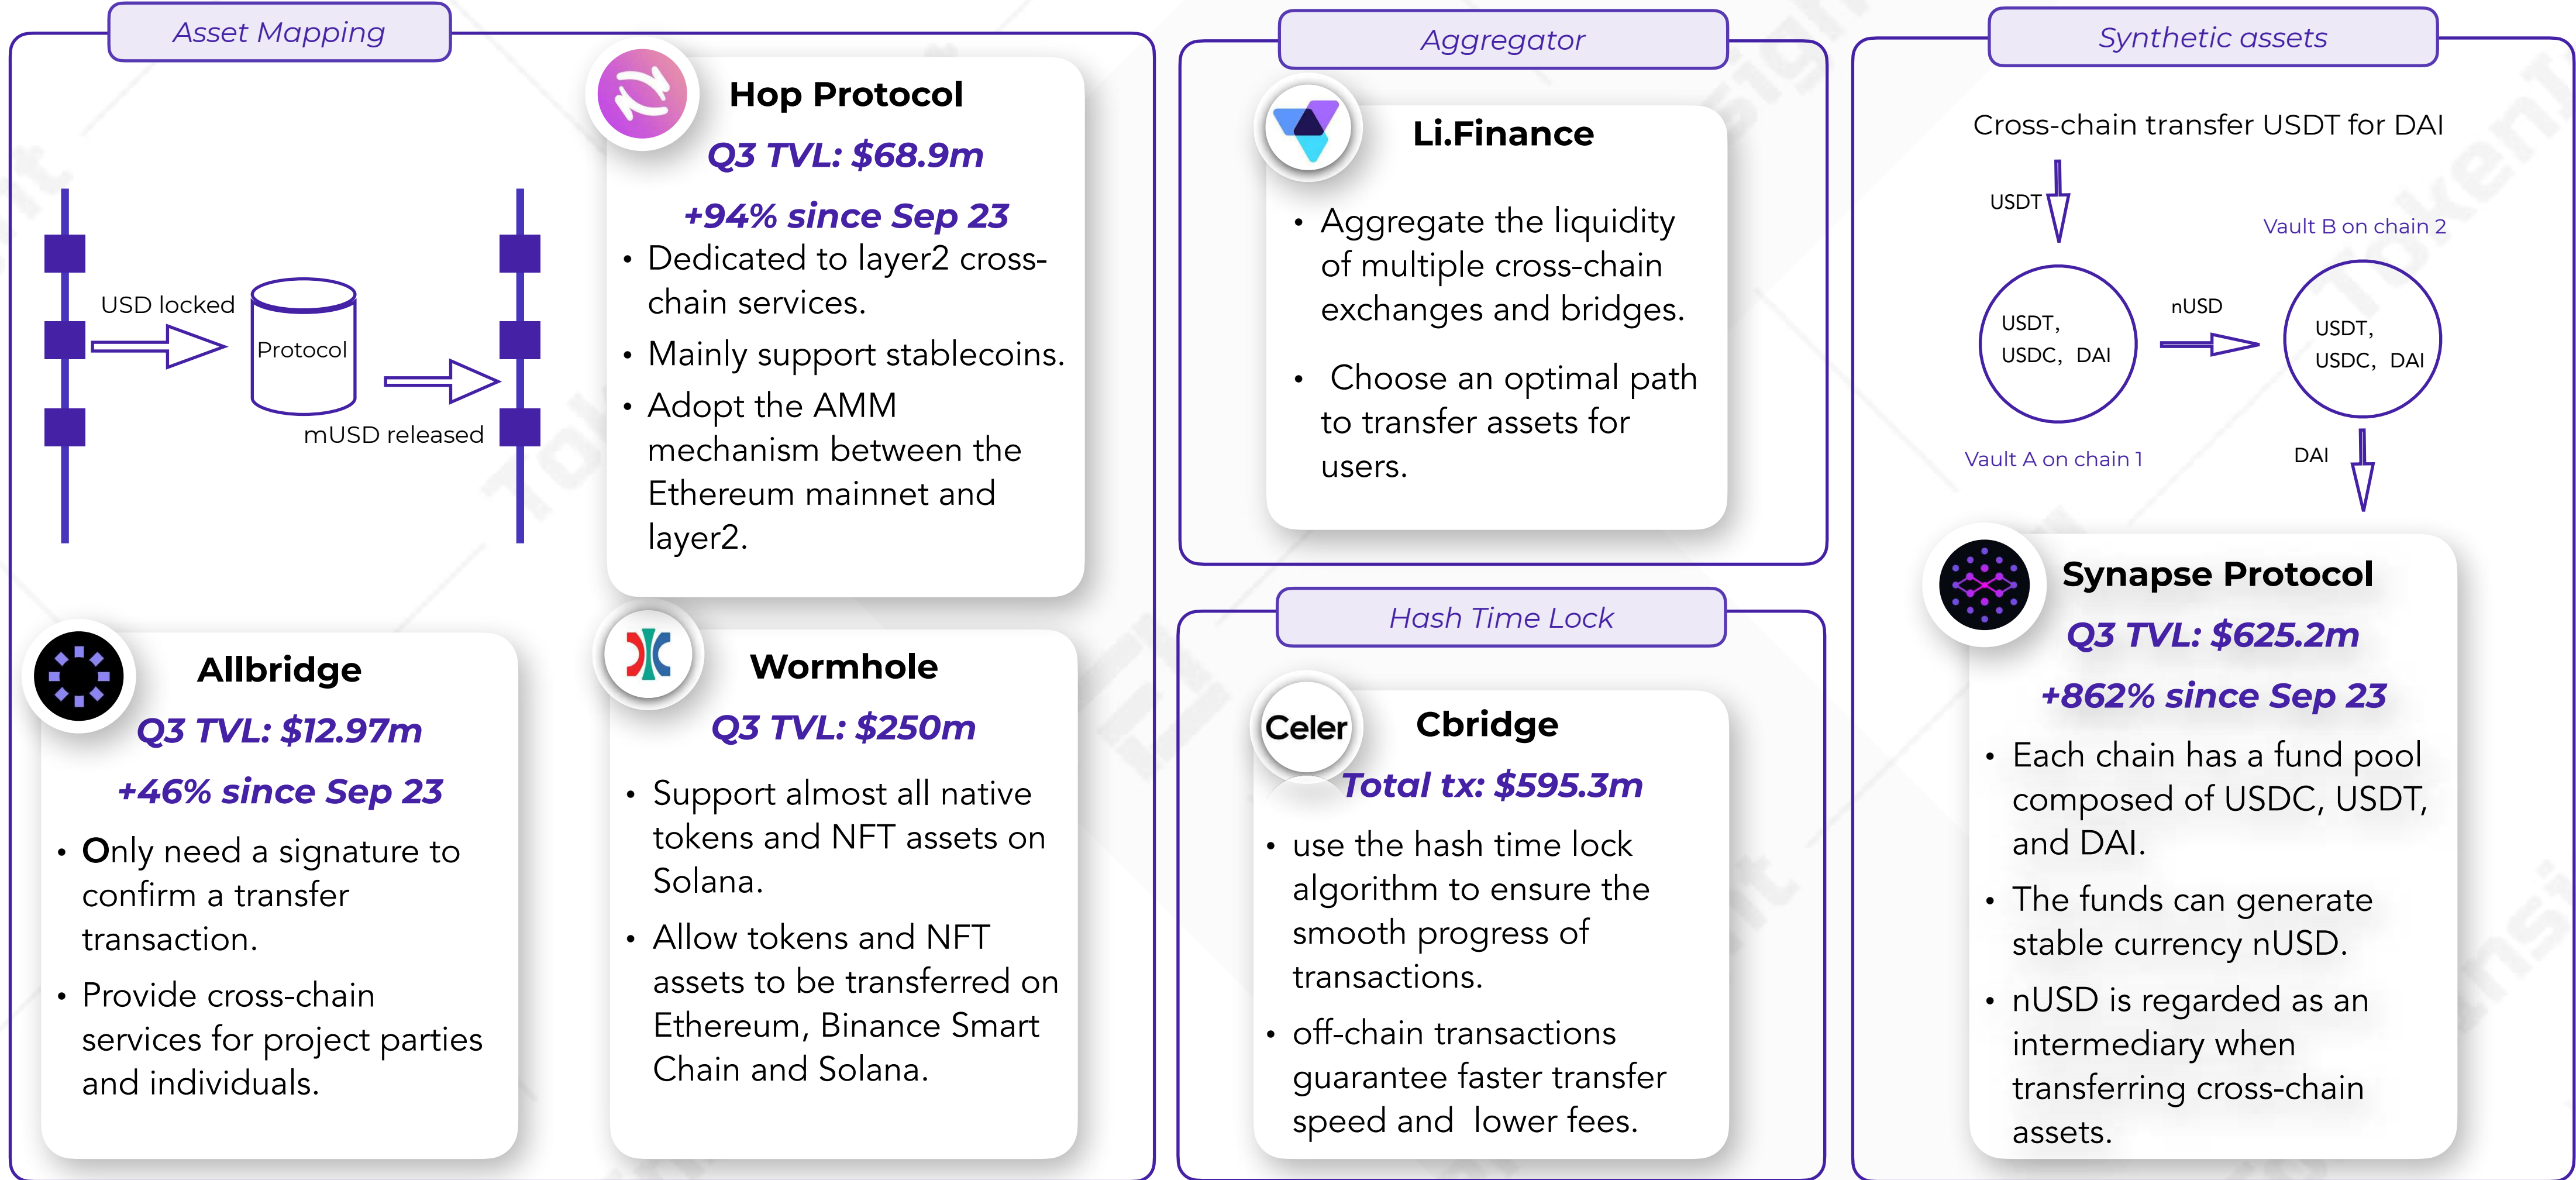 Asset Mapping
USD locked
Protocol
mUSD released
Hop Protocol
Q3 TVL: $68.9m
+94% since Sep 23
• Dedicated to layer2 cross-
chain services.
• Mainly support stablecoins.
• Adopt the AMM
mechanism between the
Ethereum mainnet and
layer2.
Allbridge
Q3 TVL: $12.97m
+46% since Sep 23
• Only need a signature to
confirm a transfer
transaction.
• Provide cross-chain
services for project parties
and individuals.
Wormhole
Q3 TVL: $250m
• Support almost all native
tokens and NFT assets on
Solana.
• Allow tokens and NFT
assets to be transferred on
Ethereum, Binance Smart
Chain and Solana.
Aggregator
Li.Finance
• Aggregate the liquidity
of multiple cross-chain
exchanges and bridges.
• Choose an optimal path
to transfer assets for
users.
Hash Time Lock
Celer
Cbridge
Total tx: $595.3m
• use the hash time lock
algorithm to ensure the
smooth progress of
transactions.
• off-chain transactions
guarantee faster transfer
speed and lower fees.
Synthetic assets
Cross-chain transfer USDT for DAI
USDT
Vault B on chain 2
USDT,
USDC, DAI
nUSD
USDT,
USDC, DAI
Vault A on chain 1
DAI
Synapse Protocol
Q3 TVL: $625.2m
+862% since Sep 23
• Each chain has a fund pool
composed of USDC, USDT,
and DAI.
• The funds can generate
stable currency nUSD.
• nUSD is regarded as an
intermediary when
transferring cross-chain
assets.